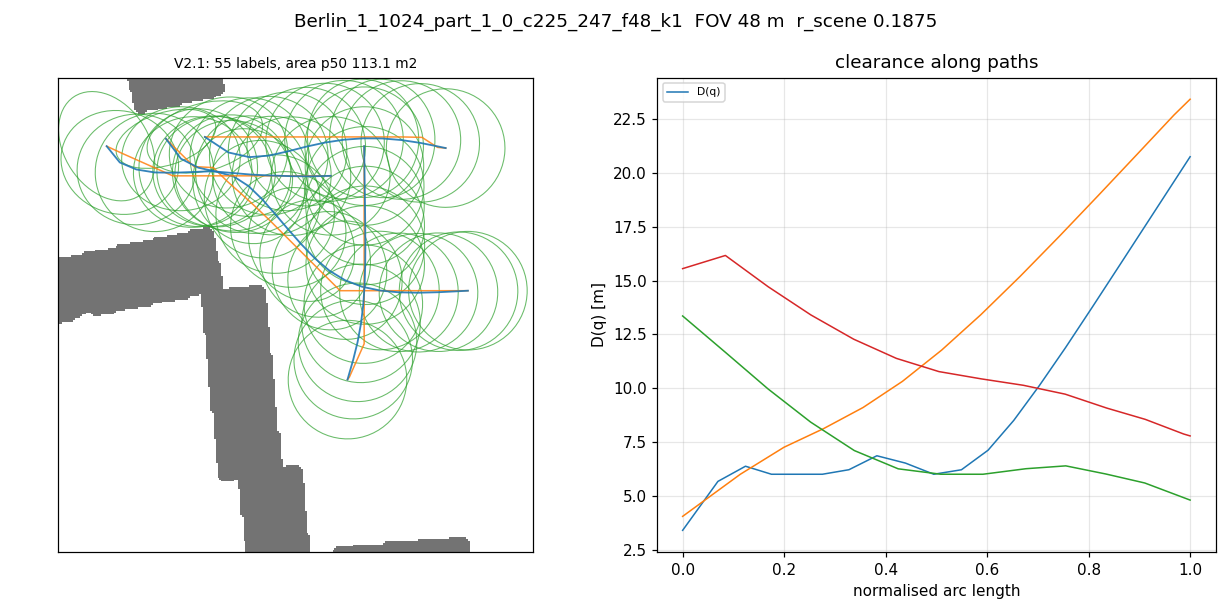 Berlin_1_1024_part_1_0_c225_247_f48_k1  FOV 48 m  r_scene 0.1875
V2.1: 55 labels, area p50 113.1 m2
clearance along paths
D(q)
D(q) [m]
22.5
20.0
17.5
15.0
12.5
10.0
7.5
5.0
2.5
0.0
0.2
0.4
0.6
0.8
1.0
normalised arc length